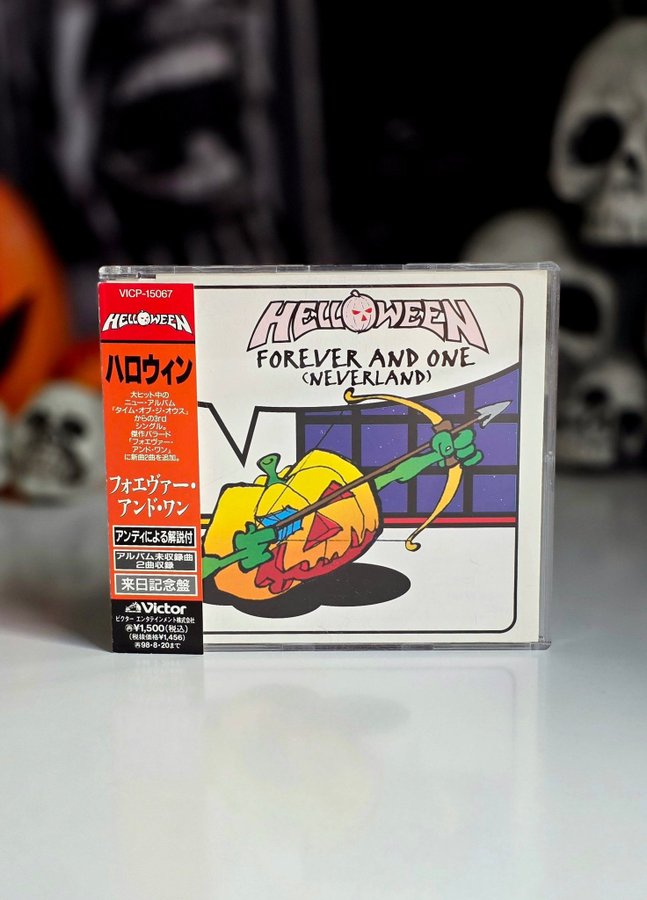 VICP-15067
HELLOWEEN
ハロウィン
大ヒット中の
ニュー・アルバム
「タイム・オブ・ジ・オウス」
からの3rd
シングル。
傑作バラード
「フォエヴァー・
アンド・ワン」
に新曲2曲を追加。
フォエヴァー・
アンド・ワン
アンディによる解説付
アルバム未収録曲
2曲収録
来日記念盤
Victor
ビクター エンタテインメント株式会社
¥1,500(税込)
(税抜価格¥1,456)
98・8・20まで
HELLOWEEN
FOREVER AND ONE
(NEVERLAND)